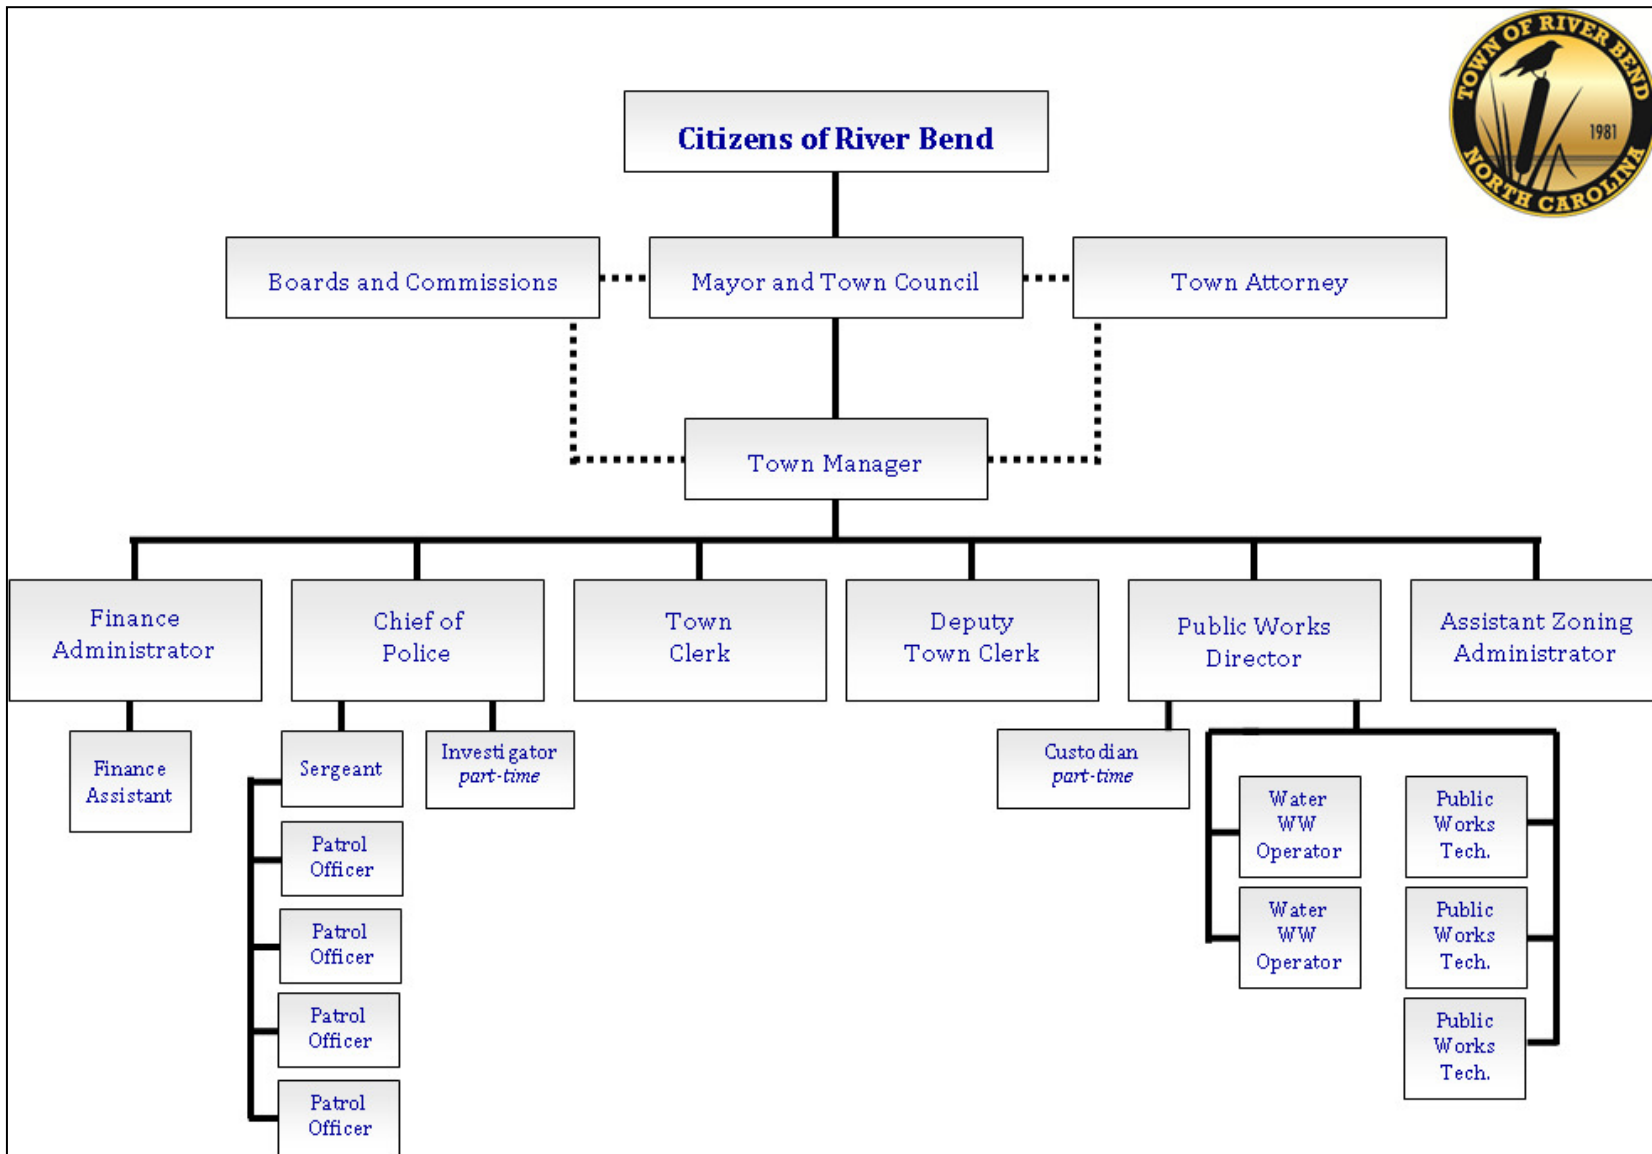 TOWN OF RIVER BEND
1981
NORTH CAROLINA
Citizens of River Bend
Boards and Commissions
Mayor and Town Council
Town Attorney
Town Manager
Finance
Administrator
Chief of
Police
Town
Clerk
Deputy
Town Clerk
Public Works
Director
Assistant Zoning
Administrator
Finance
Assistant
Sergeant
Investigator
part-time
Custodian
part-time
Patrol
Officer
Patrol
Officer
Patrol
Officer
Patrol
Officer
Water
WW
Operator
Water
WW
Operator
Public
Works
Tech.
Public
Works
Tech.
Public
Works
Tech.